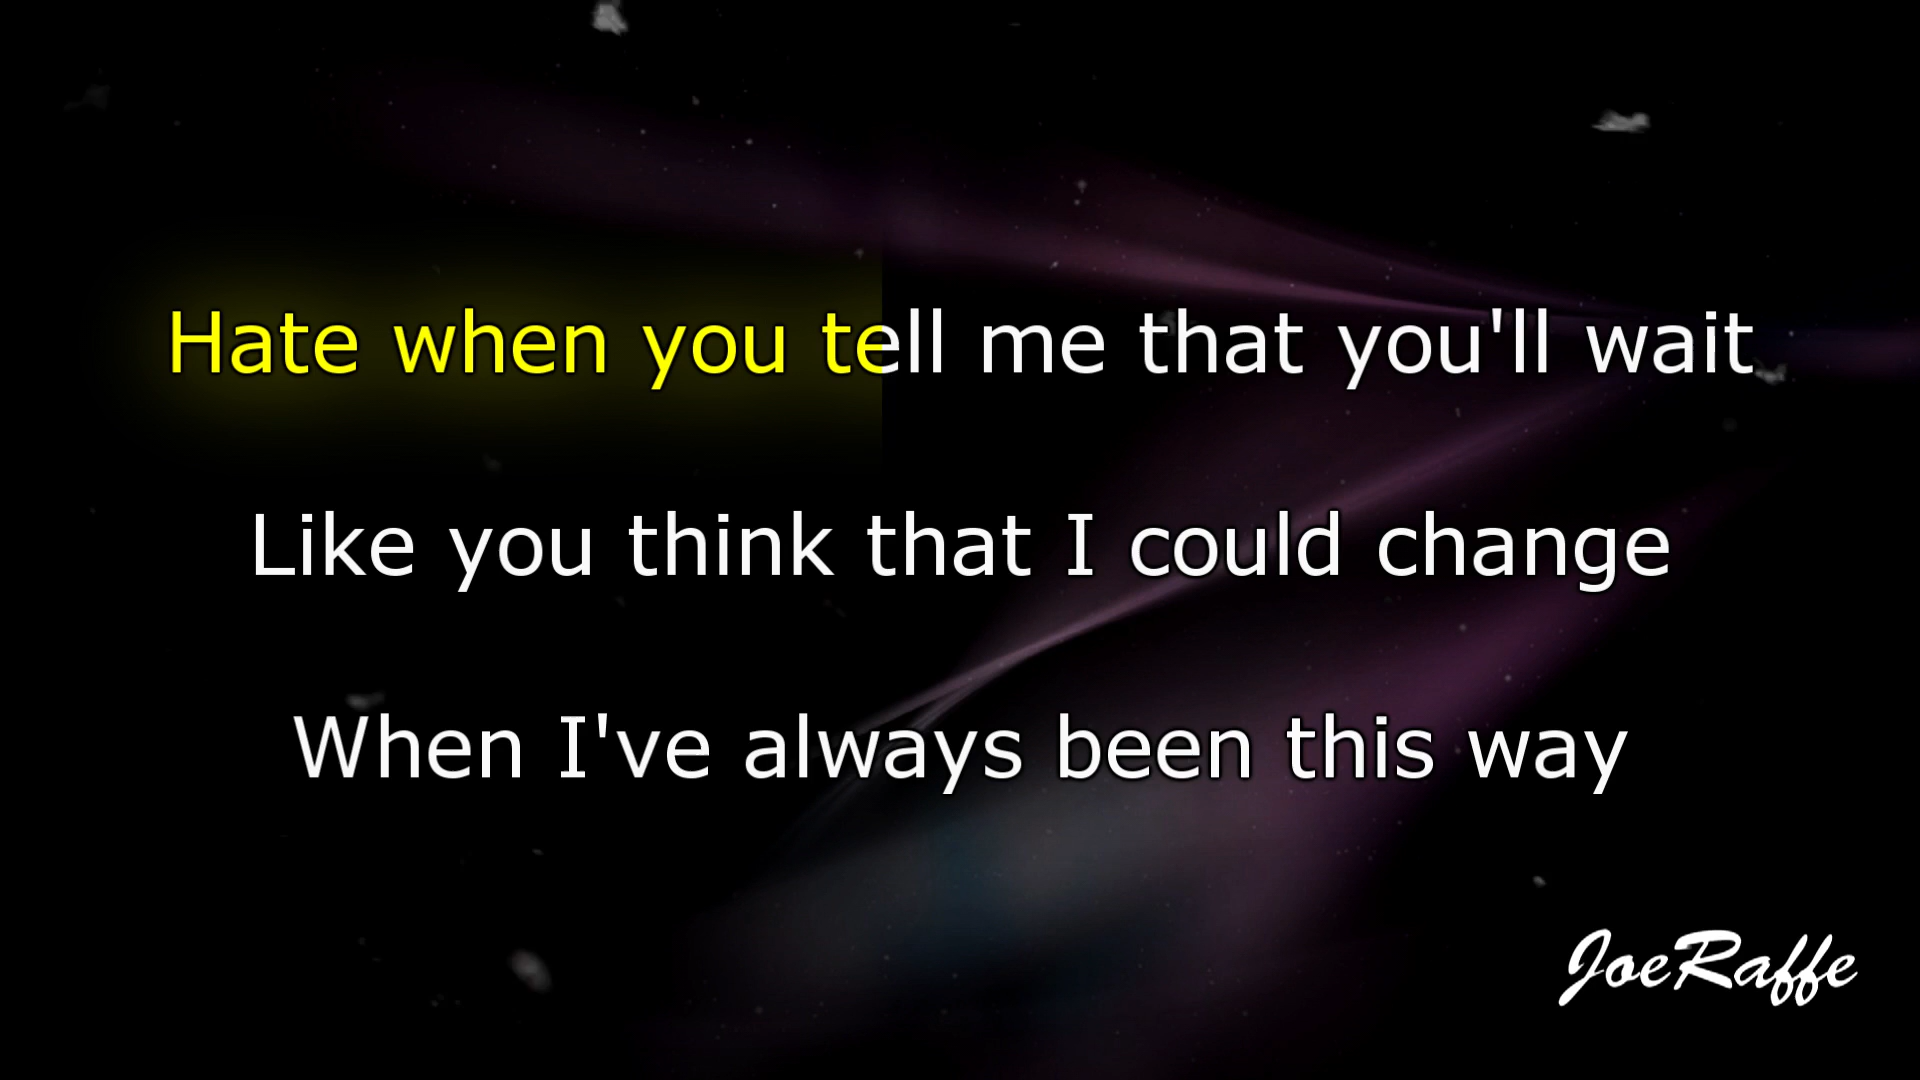 Hate when you tell me that you'll wait
Like you think that I could change
When I've always been this way
JoeRaffe